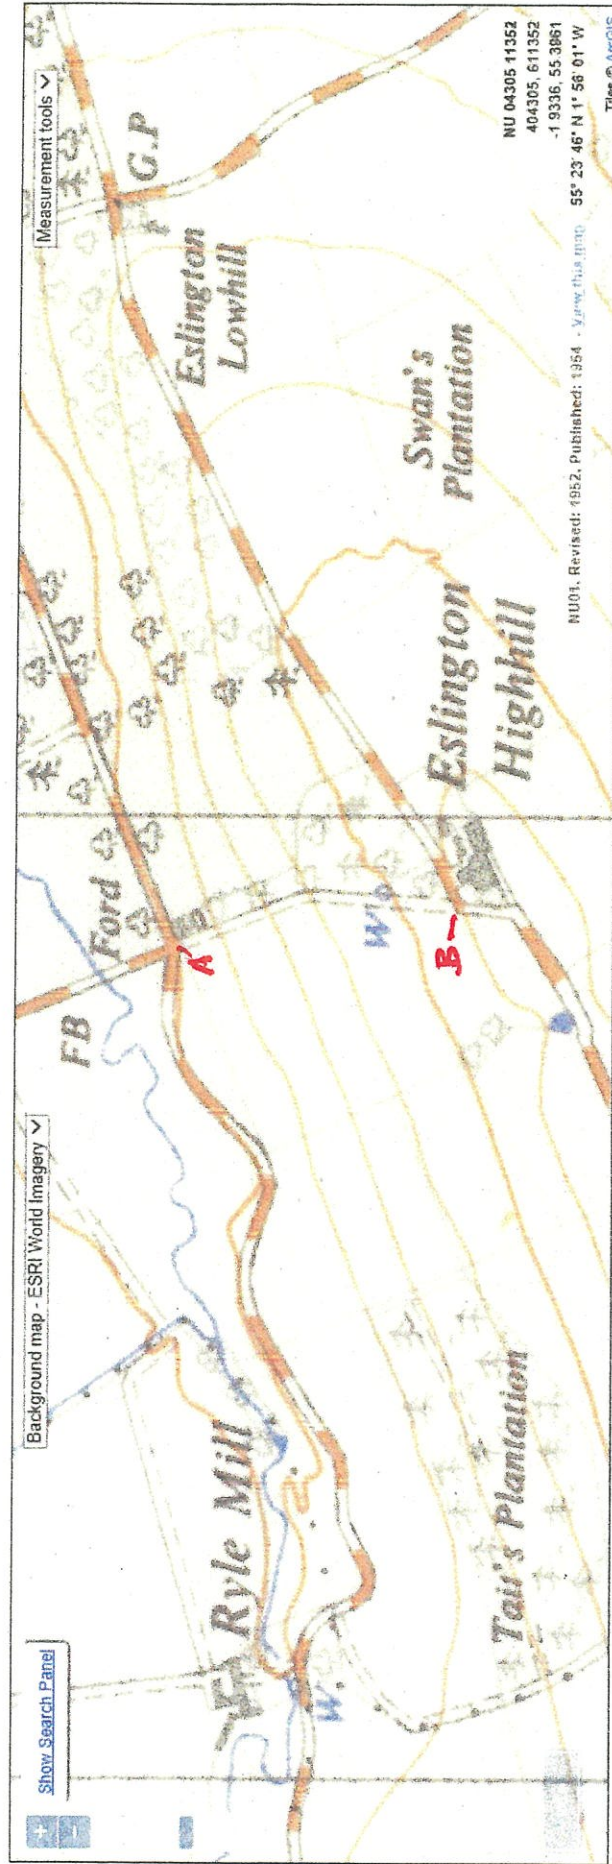 Show Search Panel
Background map - ESRI World Imagery
Measurement tools
+
−
FB
Ford
G.P
A
Ryle Mill
W
W
B
Eslington
Lowhill
Swan's
Plantation
Eslington
Highhill
Plantation
NU 04305 11352
404305, 611352
-1.9336, 55.3961
55° 23' 46" N 1° 56' 01" W
NU01, Revised: 1952, Published: 1954 - View this map
Tiles © ArcGIS